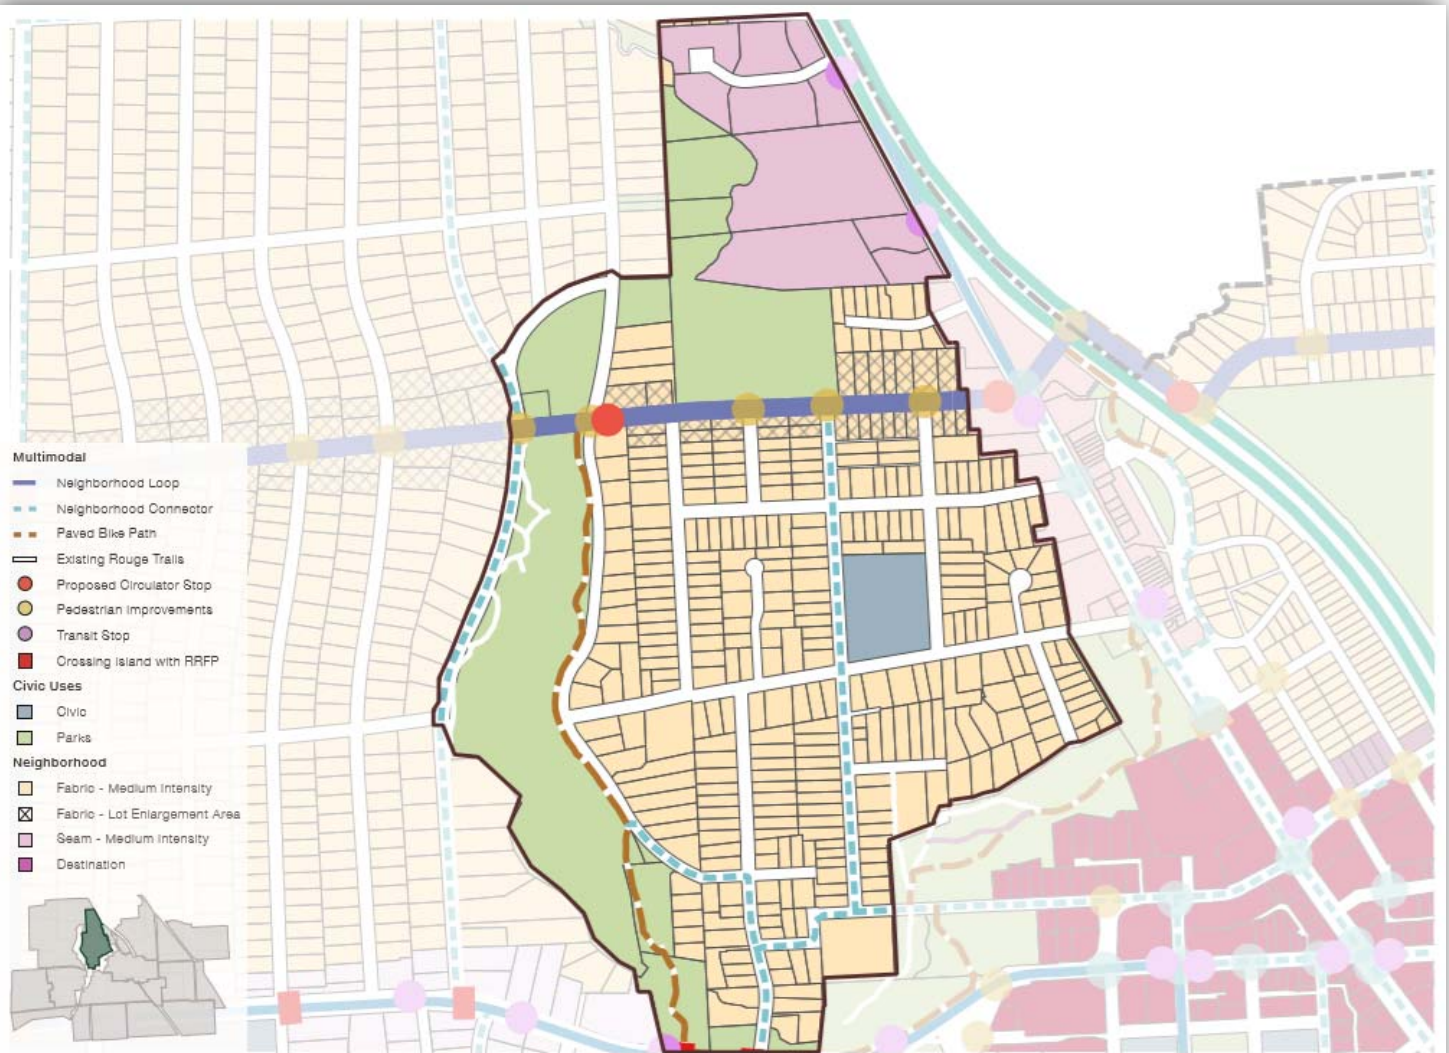 Multimodal
Neighborhood Loop
Neighborhood Connector
Paved Bike Path
Existing Rouge Trails
Proposed Circulator Stop
Pedestrian Improvements
Transit Stop
Crossing Island with RRFP
Civic Uses
Civic
Parks
Neighborhood
Fabric - Medium Intensity
Fabric - Lot Enlargement Area
Seam - Medium Intensity
Destination